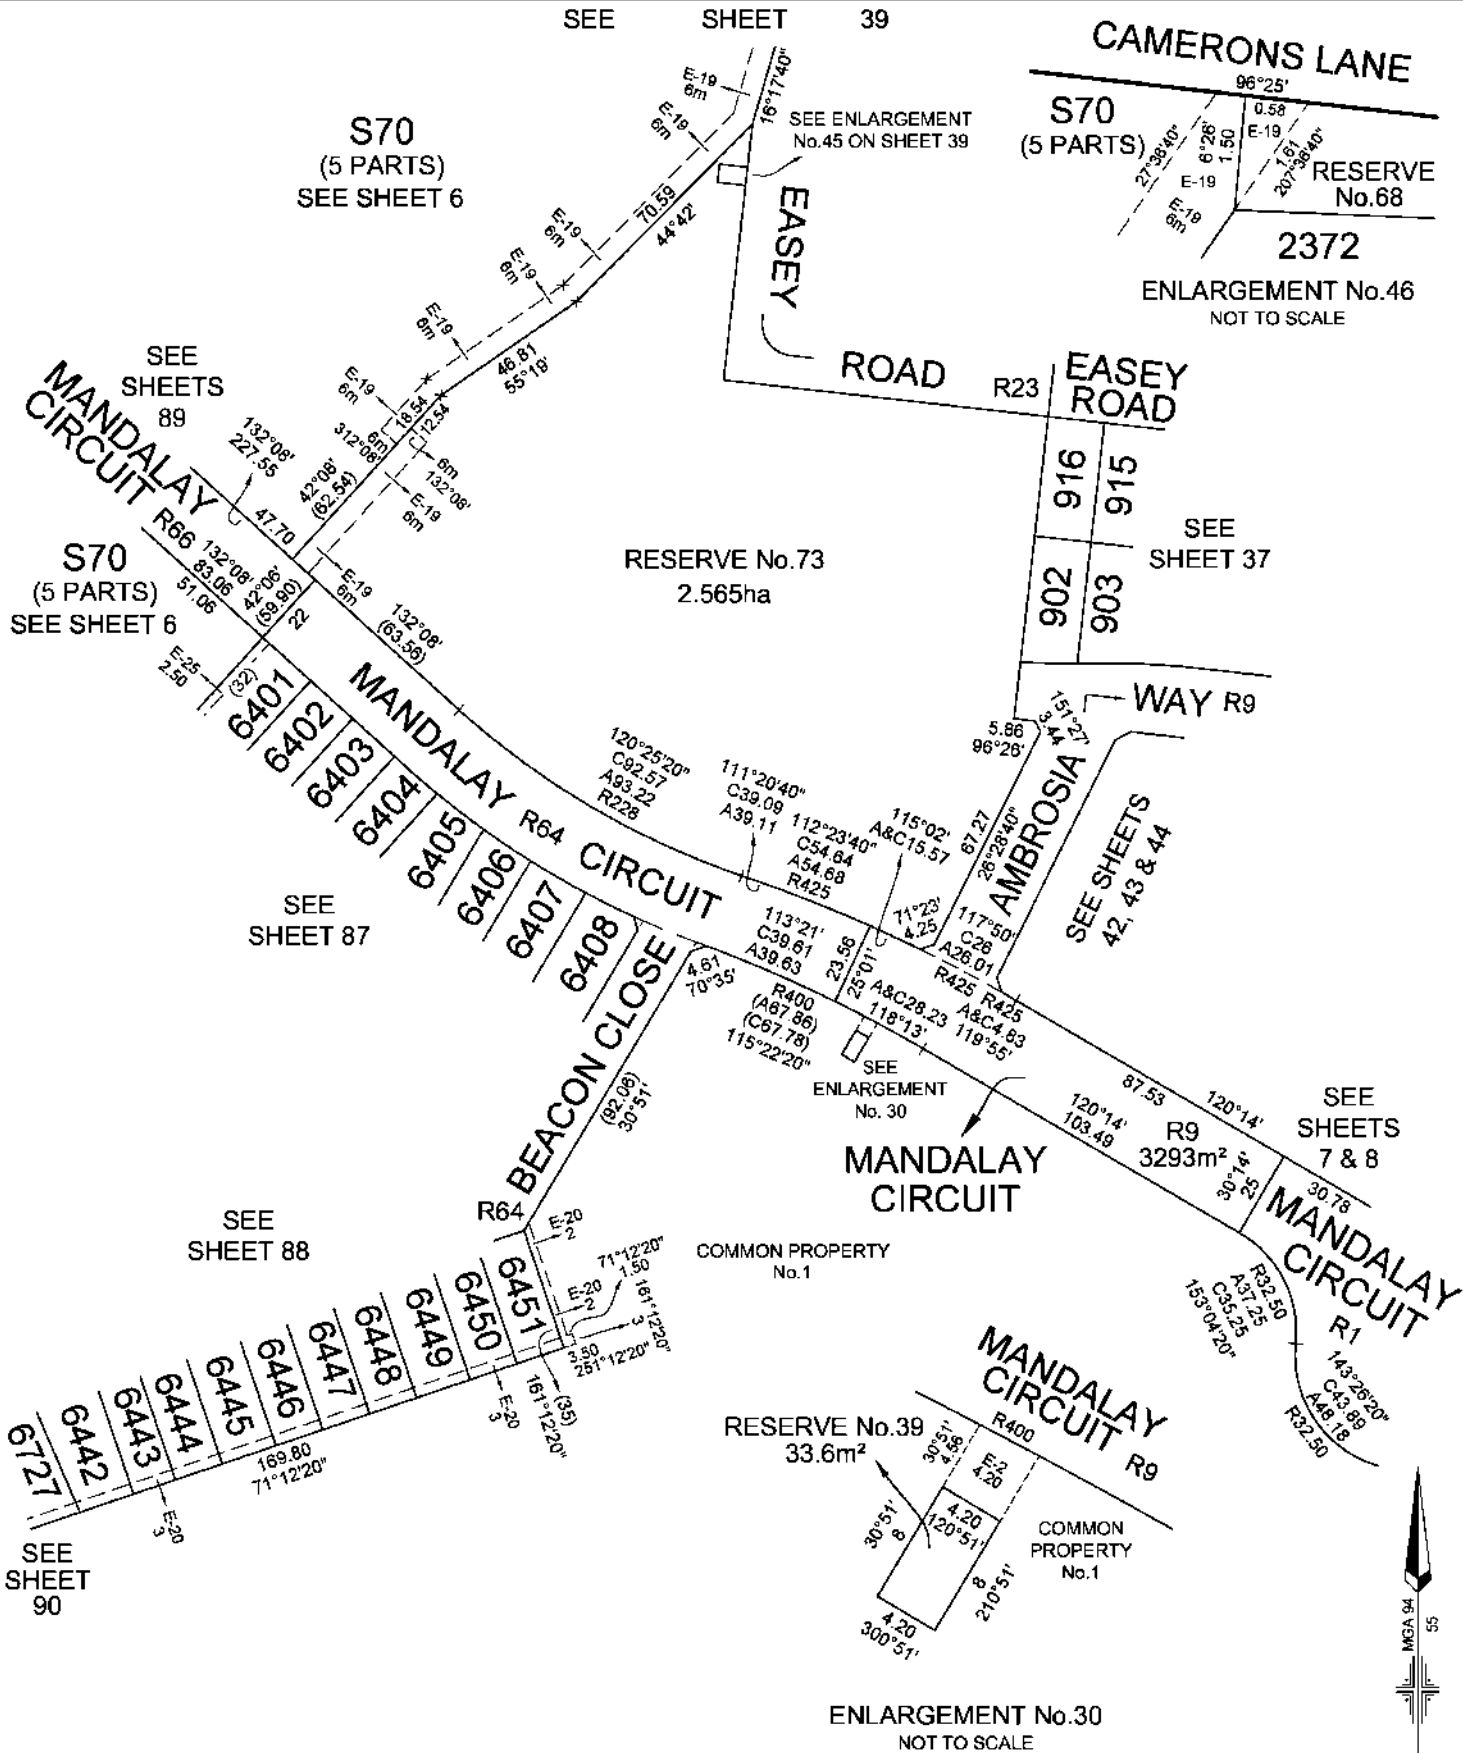 SEE SHEET 39
CAMERONS LANE
96°25'
0.58
S70
(5 PARTS)
27°38'40"
6°26'
1.50
E-19
1.61
207°38'40"
E-19
E-19
6m
RESERVE
No.68
2372
ENLARGEMENT No.46
NOT TO SCALE
E-19
6m
16°17'40"
E-19
6m
SEE ENLARGEMENT
No.45 ON SHEET 39
S70
(5 PARTS)
SEE SHEET 6
70.59
44°42'
E-19
6m
E-19
6m
EASEY
ROAD
R23
EASEY
ROAD
E-19
6m
46.81
55°19'
SEE
SHEETS
89
MANDALAY
CIRCUIT
R66
132°08'
227.55
E-19
6m
18.54
12.54
6m
312°08'
6m
132°08'
42°08'
(62.54)
E-19
6m
47.70
916
915
902
903
SEE
SHEET 37
RESERVE No.73
2.565ha
S70
(5 PARTS)
SEE SHEET 6
132°08'
83.06
51.06
42°06'
(59.90)
22
E-19
6m
132°08'
(63.56)
E-25
2.50
(32)
6401
6402
6403
6404
6405
6406
6407
6408
MANDALAY
R64
CIRCUIT
SEE
SHEET 87
120°25'20"
C92.57
A93.22
R228
111°20'40"
C39.09
A39.11
112°23'40"
C54.64
A54.68
R425
115°02'
A&C15.57
5.86
96°26'
151°27'
3.44
WAY R9
67.27
26°28'40"
AMBROSIA
SEE SHEETS
42, 43 & 44
71°23'
4.25
117°50'
C26
A26.01
R425
R425
A&C4.83
119°55'
113°21'
C39.61
A39.63
23.56
25°01'
A&C28.23
118°13'
4.61
70°35'
R400
(A67.86)
(C67.78)
115°22'20"
BEACON CLOSE
(92.06)
30°51'
R64
SEE
ENLARGEMENT
No. 30
MANDALAY
CIRCUIT
87.53
120°14'
120°14'
103.49
R9
3293m²
30°14'
25
SEE
SHEETS
7 & 8
30.78
MANDALAY
CIRCUIT
R1
R32.50
A37.25
C35.25
153°04'20"
143°26'20"
C43.89
A48.18
R32.50
SEE
SHEET 88
E-20
2
71°12'20"
1.50
E-20
2
161°12'20"
3
3.50
251°12'20"
(35)
161°12'20"
E-20
3
COMMON PROPERTY
No.1
6451
6450
6449
6448
6447
6446
6445
6444
6443
6442
6727
169.80
71°12'20"
E-20
3
SEE
SHEET
90
MANDALAY
CIRCUIT
R9
R400
RESERVE No.39
33.6m²
30°51'
4.56
E-2
4.20
4.20
120°51'
30°51'
8
8
210°51'
4.20
300°51'
COMMON
PROPERTY
No.1
ENLARGEMENT No.30
NOT TO SCALE
MGA 94
55